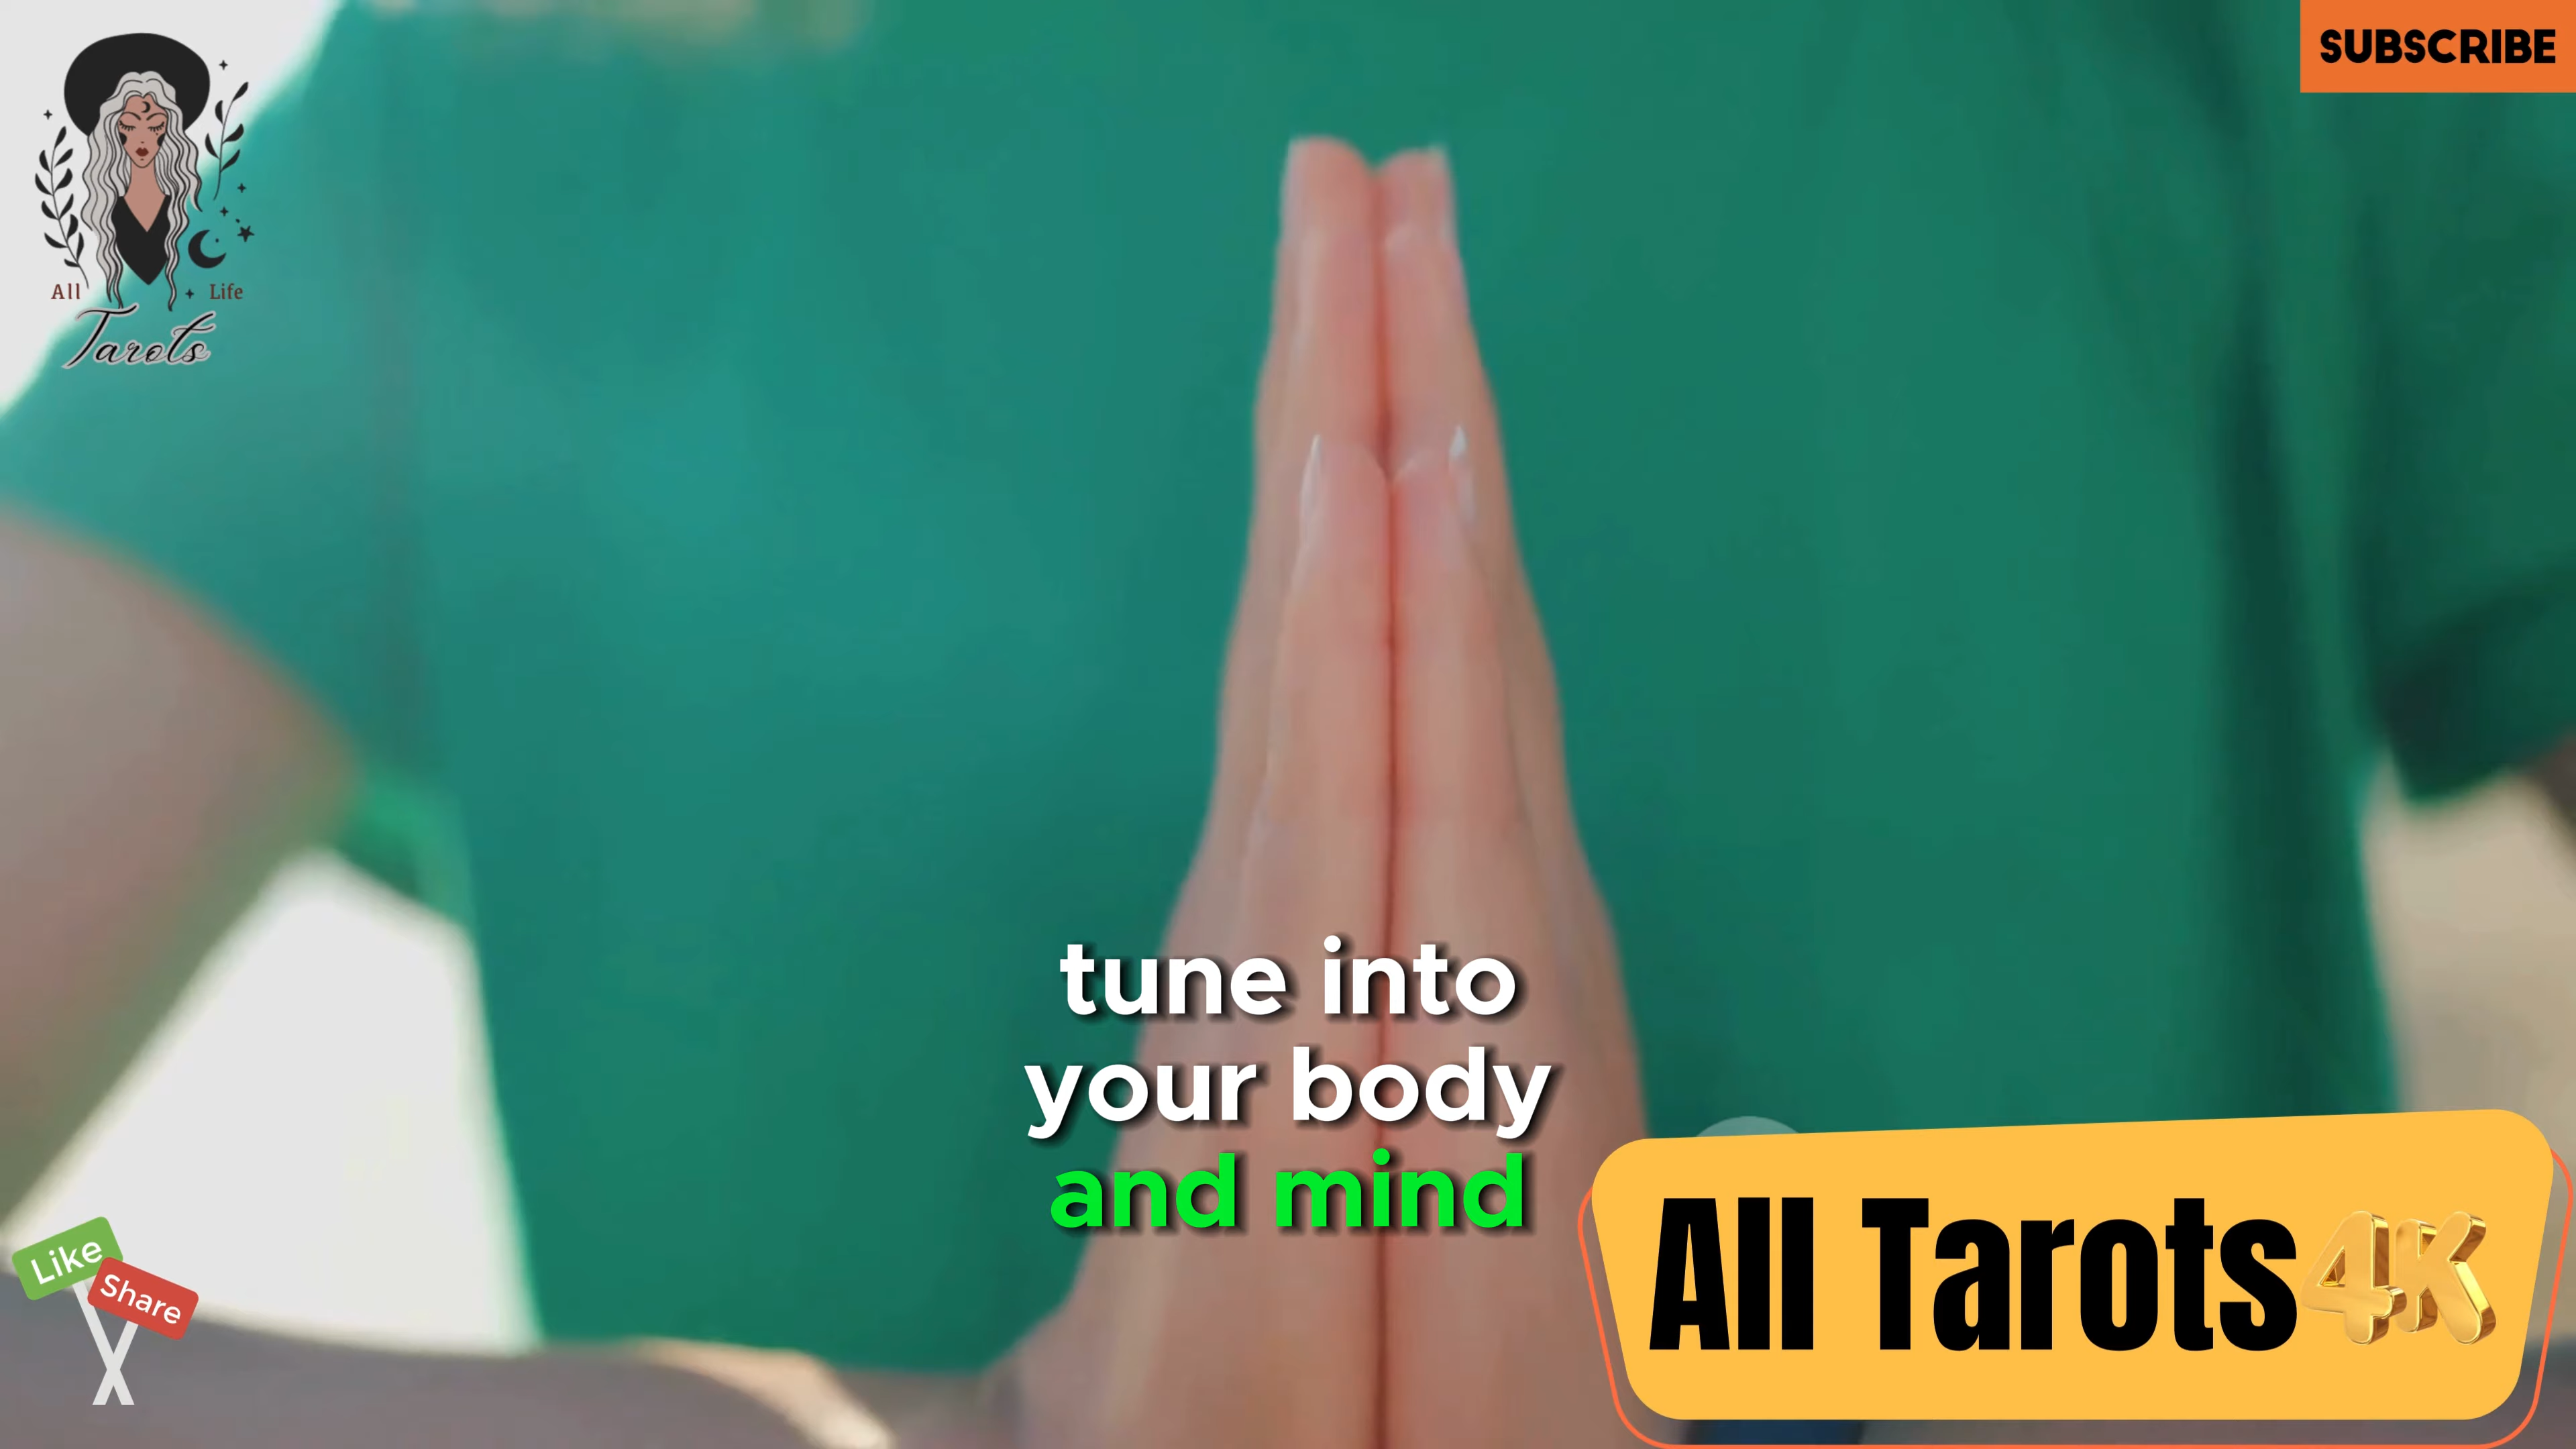 SUBSCRIBE
All Life
Tarots
tune into
your body
and mind
Like
Share
All Tarots 4K